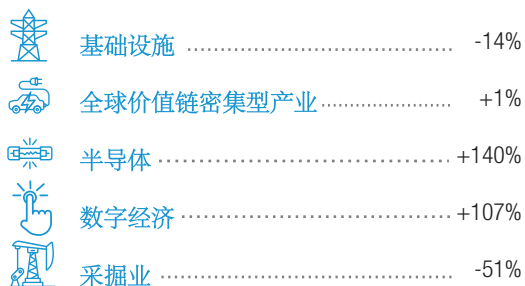 基础设施 -14%
全球价值链密集型产业 +1%
半导体 +140%
数字经济 +107%
采掘业 -51%